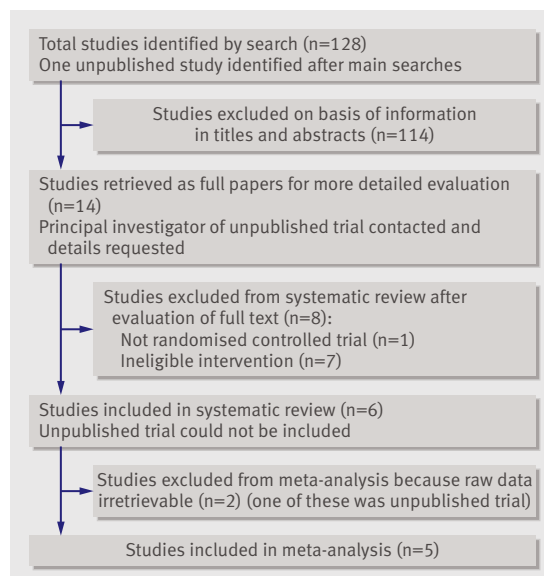 Total studies identified by search (n=128)
One unpublished study identified after main searches
Studies excluded on basis of information
in titles and abstracts (n=114)
Studies retrieved as full papers for more detailed evaluation
(n=14)
Principal investigator of unpublished trial contacted and
details requested
Studies excluded from systematic review after
evaluation of full text (n=8):
Not randomised controlled trial (n=1)
Ineligible intervention (n=7)
Studies included in systematic review (n=6)
Unpublished trial could not be included
Studies excluded from meta-analysis because raw data
irretrievable (n=2) (one of these was unpublished trial)
Studies included in meta-analysis (n=5)